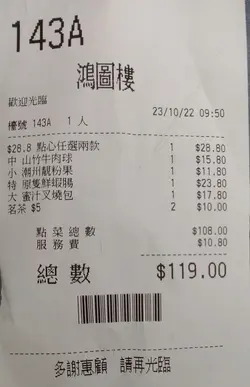 143A
鴻圖樓
歡迎光臨
23/10/22 09:50
檯號 143A 1 人
$28.8 點心任選兩款 1 $28.80
中 山竹牛肉球 1 $15.80
小 潮州靚粉果 1 $11.80
特 原隻鮮蝦腸 1 $23.80
大 蜜汁叉燒包 1 $17.80
茗茶 $5 2 $10.00
點菜總數 $108.00
服務費 $10.80
總數 $119.00
多謝惠顧 請再光臨